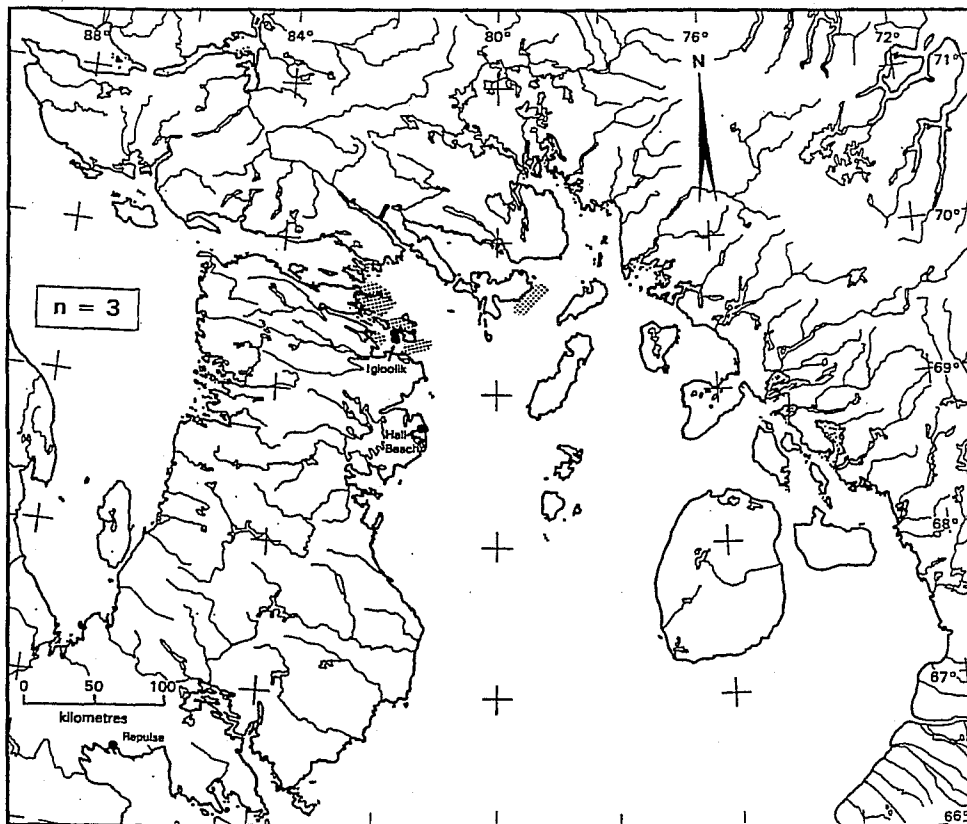 88° 84° 80° 76° 72°
71°
N
70°
n = 3
69°
Igloolik
Hall
Beach
68°
67°
0 50 100
kilometres
Repulse
66°